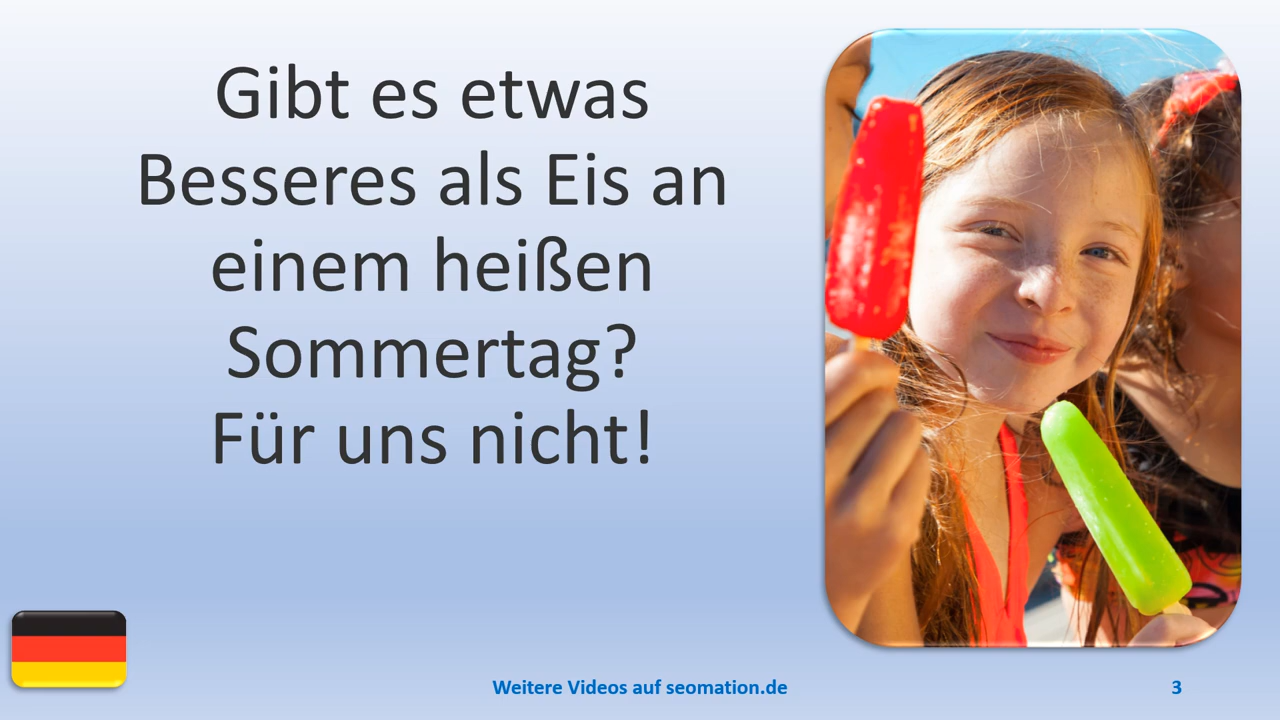 Gibt es etwas
Besseres als Eis an
einem heißen
Sommertag?
Für uns nicht!
Weitere Videos auf seomation.de
3